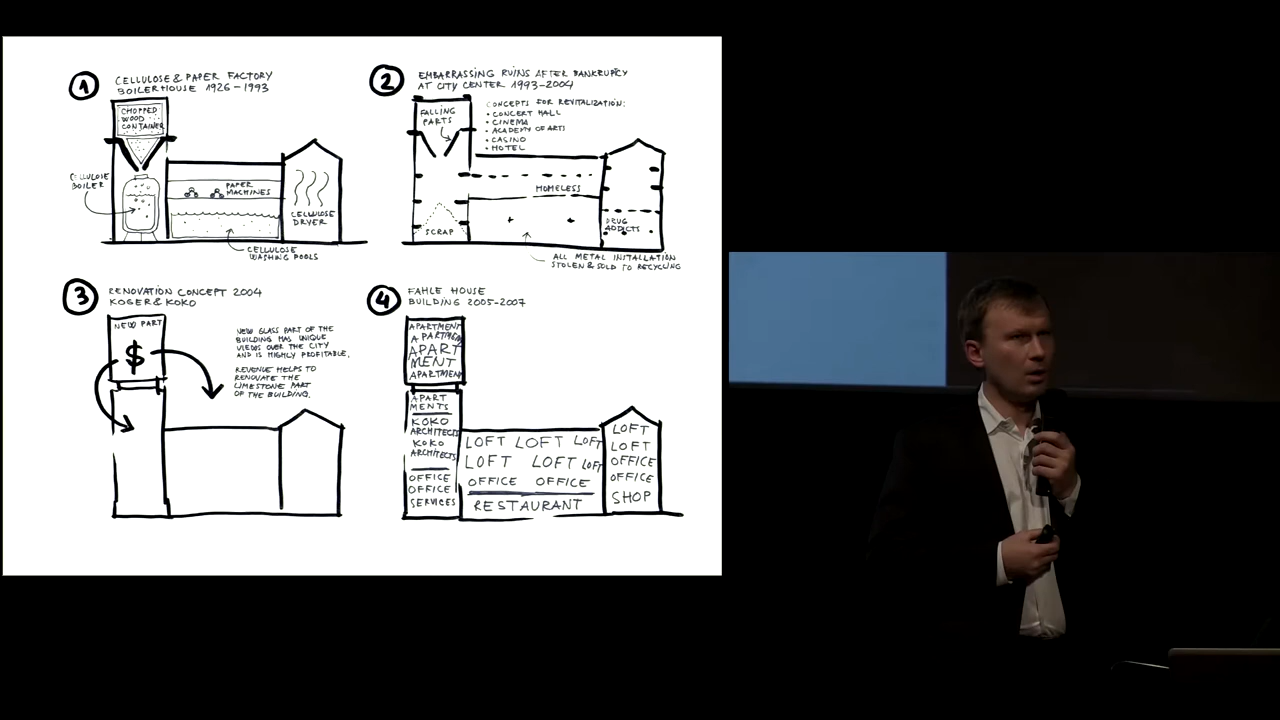 1
CELLULOSE & PAPER FACTORY
BOILERHOUSE 1926-1993
CHOPPED
WOOD
CONTAINER
CELLULOSE
BOILER
PAPER
MACHINES
CELLULOSE
DRYER
CELLULOSE
WASHING POOLS
2
EMBARRASSING RUINS AFTER BANKRUPCY
AT CITY CENTER 1993-2004
FALLING
PARTS
CONCEPTS FOR REVITALIZATION:
• CONCERT HALL
• CINEMA
• ACADEMY OF ARTS
• CASINO
• HOTEL
HOMELESS
SCRAP
DRUG
ADDICTS
ALL METAL INSTALLATION
STOLEN & SOLD TO RECYCLING
3
RENOVATION CONCEPT 2004
KOGER & KOKO
NEW PART
$
NEW GLASS PART OF THE
BUILDING HAS UNIQUE
VIEWS OVER THE CITY
AND IS HIGHLY PROFITABLE.
REVENUE HELPS TO
RENOVATE THE
LIMESTONE PART
OF THE BUILDING.
4
FAHLE HOUSE
BUILDING 2005-2007
APARTMENT
APARTMENT
APART
MENT
APARTMENT
APART
MENTS
KOKO
ARCHITECTS
KOKO
ARCHITECTS
OFFICE
OFFICE
SERVICES
LOFT LOFT LOFT
LOFT LOFT LOFT
OFFICE OFFICE
RESTAURANT
LOFT
LOFT
OFFICE
OFFICE
SHOP